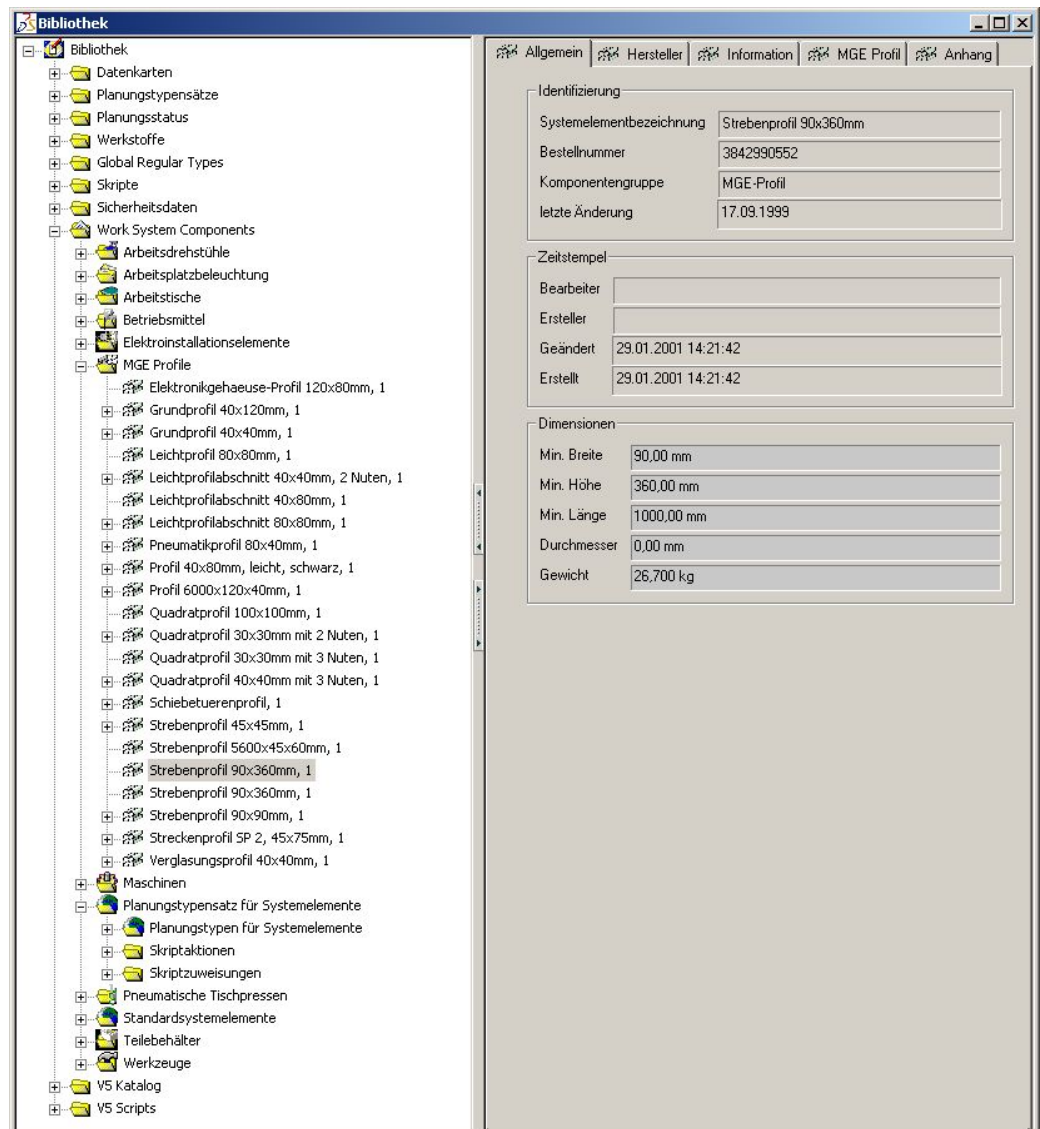 Bibliothek
Bibliothek
Datenkarten
Planungstypensätze
Planungsstatus
Werkstoffe
Global Regular Types
Skripte
Sicherheitsdaten
Work System Components
Arbeitsdrehstühle
Arbeitsplatzbeleuchtung
Arbeitstische
Betriebsmittel
Elektroinstallationselemente
MGE Profile
Elektronikgehaeuse-Profil 120x80mm, 1
Grundprofil 40x120mm, 1
Grundprofil 40x40mm, 1
Leichtprofil 80x80mm, 1
Leichtprofilabschnitt 40x40mm, 2 Nuten, 1
Leichtprofilabschnitt 40x80mm, 1
Leichtprofilabschnitt 80x80mm, 1
Pneumatikprofil 80x40mm, 1
Profil 40x80mm, leicht, schwarz, 1
Profil 6000x120x40mm, 1
Quadratprofil 100x100mm, 1
Quadratprofil 30x30mm mit 2 Nuten, 1
Quadratprofil 30x30mm mit 3 Nuten, 1
Quadratprofil 40x40mm mit 3 Nuten, 1
Schiebetuerenprofil, 1
Strebenprofil 45x45mm, 1
Strebenprofil 5600x45x60mm, 1
Strebenprofil 90x360mm, 1
Strebenprofil 90x360mm, 1
Strebenprofil 90x90mm, 1
Streckenprofil SP 2, 45x75mm, 1
Verglasungsprofil 40x40mm, 1
Maschinen
Planungstypensatz für Systemelemente
Planungstypen für Systemelemente
Skriptaktionen
Skriptzuweisungen
Pneumatische Tischpressen
Standardsystemelemente
Teilebehälter
Werkzeuge
V5 Katalog
V5 Scripts
Allgemein Hersteller Information MGE Profil Anhang
Identifizierung
Systemelementbezeichnung Strebenprofil 90x360mm
Bestellnummer 3842990552
Komponentengruppe MGE-Profil
letzte Änderung 17.09.1999
Zeitstempel
Bearbeiter
Ersteller
Geändert 29.01.2001 14:21:42
Erstellt 29.01.2001 14:21:42
Dimensionen
Min. Breite 90,00 mm
Min. Höhe 360,00 mm
Min. Länge 1000,00 mm
Durchmesser 0,00 mm
Gewicht 26,700 kg